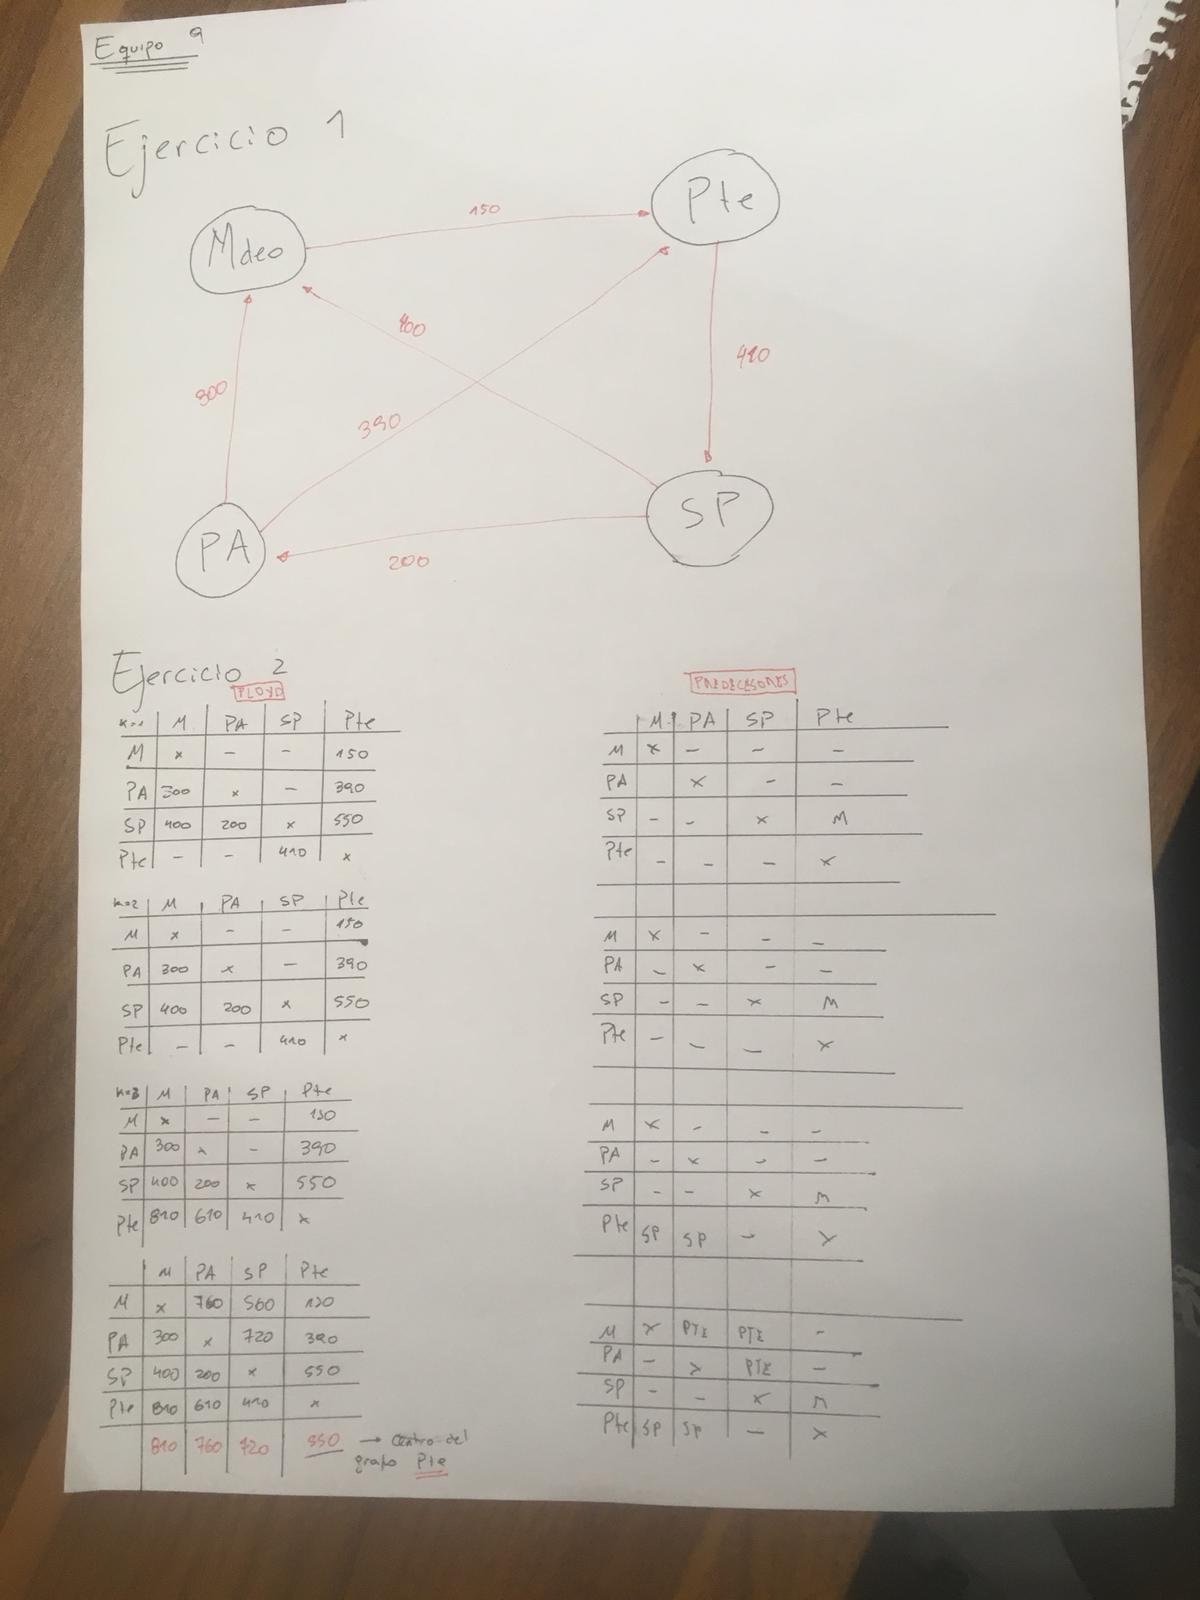 Equipo 9
Ejercicio 1
Mdeo
Pte
PA
SP
150
400
300
390
410
200
Ejercicio 2
FLOYD
K=1 M PA SP Pte
M x - - 150
PA 300 x - 390
SP 400 200 x 550
Pte - - 410 x
K=2 M PA SP Pte
M x - - 150
PA 300 x - 390
SP 400 200 x 550
Pte - - 410 x
K=3 M PA SP Pte
M x - - 150
PA 300 x - 390
SP 400 200 x 550
Pte 810 610 410 x
M PA SP Pte
M x 760 560 150
PA 300 x 720 390
SP 400 200 x 550
Pte 810 610 410 x
810 760 720 550 → Centro del
grafo Pte
PREDECESORES
M PA SP Pte
M x - - -
PA x - -
SP - - x M
Pte - - - x
M x - - -
PA - x - -
SP - - x M
Pte - - - x
M x - - -
PA - x - -
SP - - x M
Pte SP SP - x
M x PTE PTE -
PA - x PTE -
SP - - x M
Pte SP SP - x